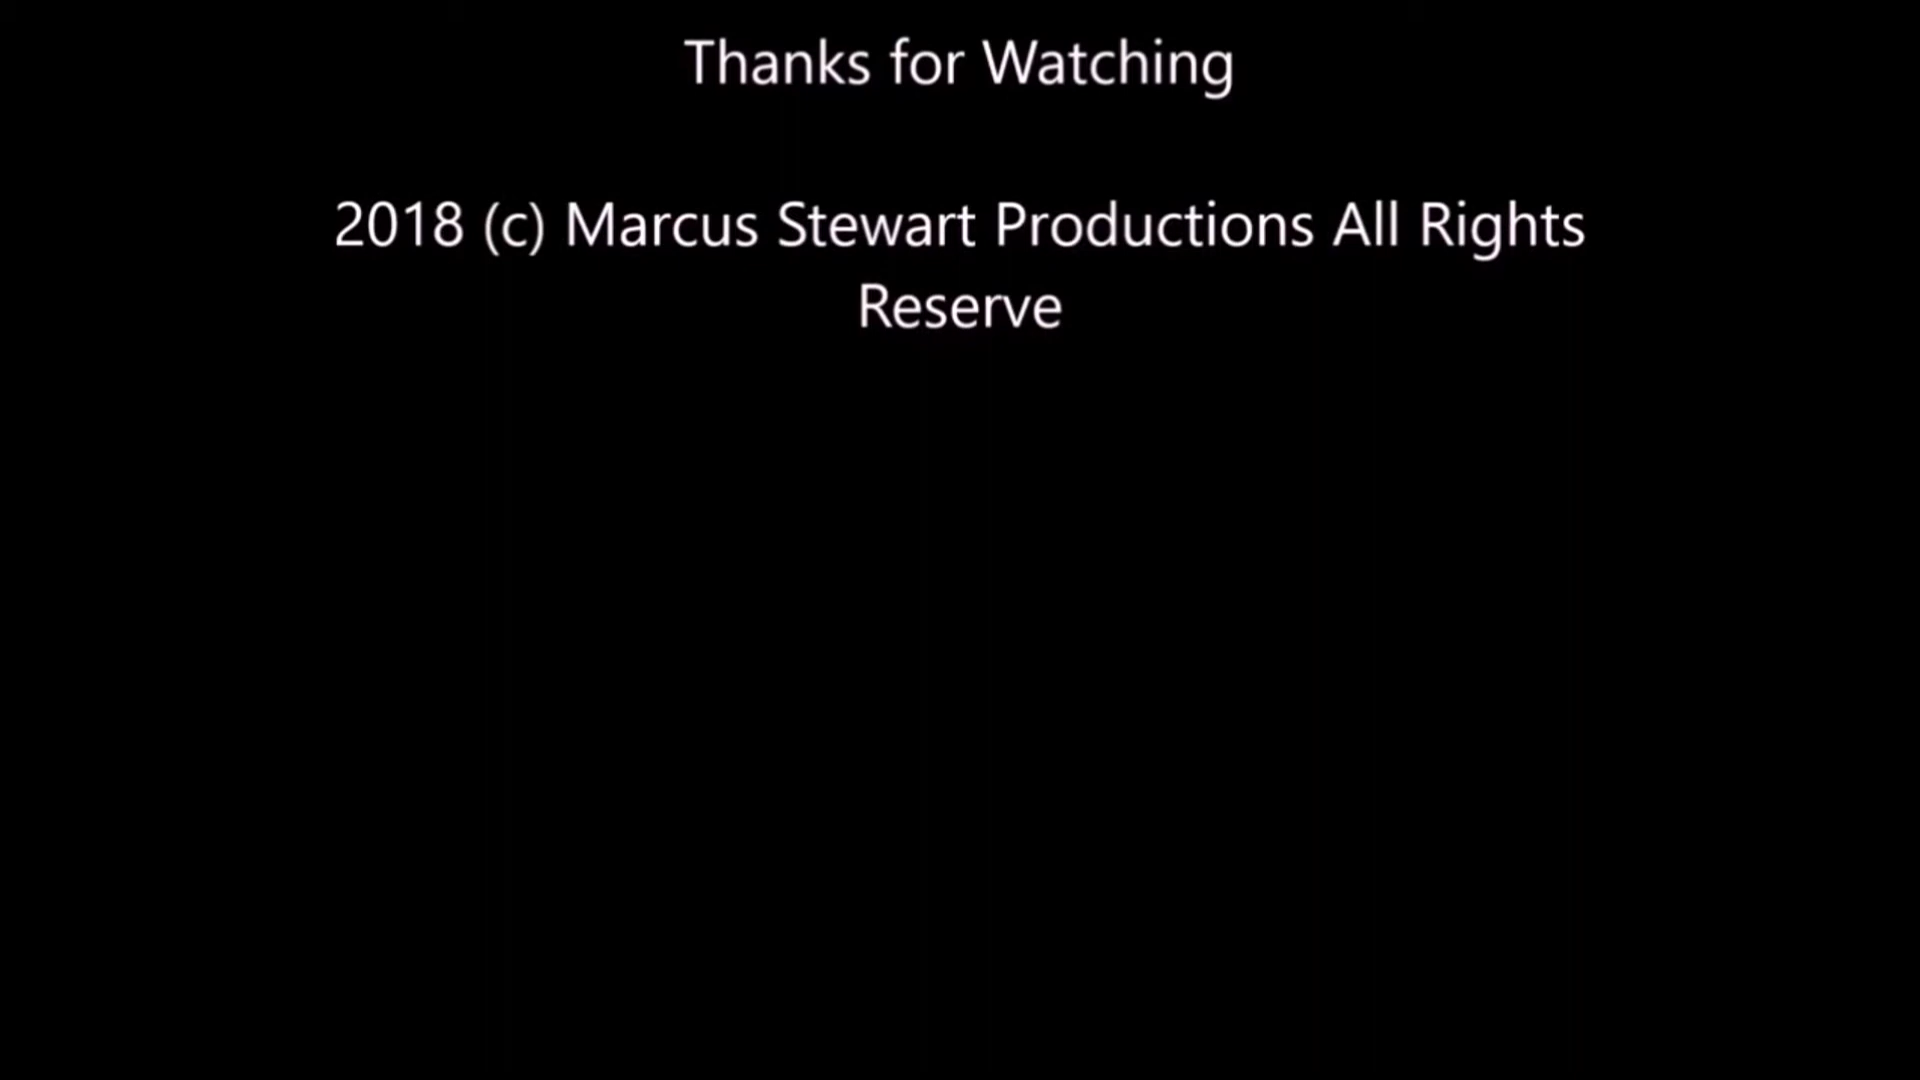 Thanks for Watching
2018 (c) Marcus Stewart Productions All Rights
Reserve